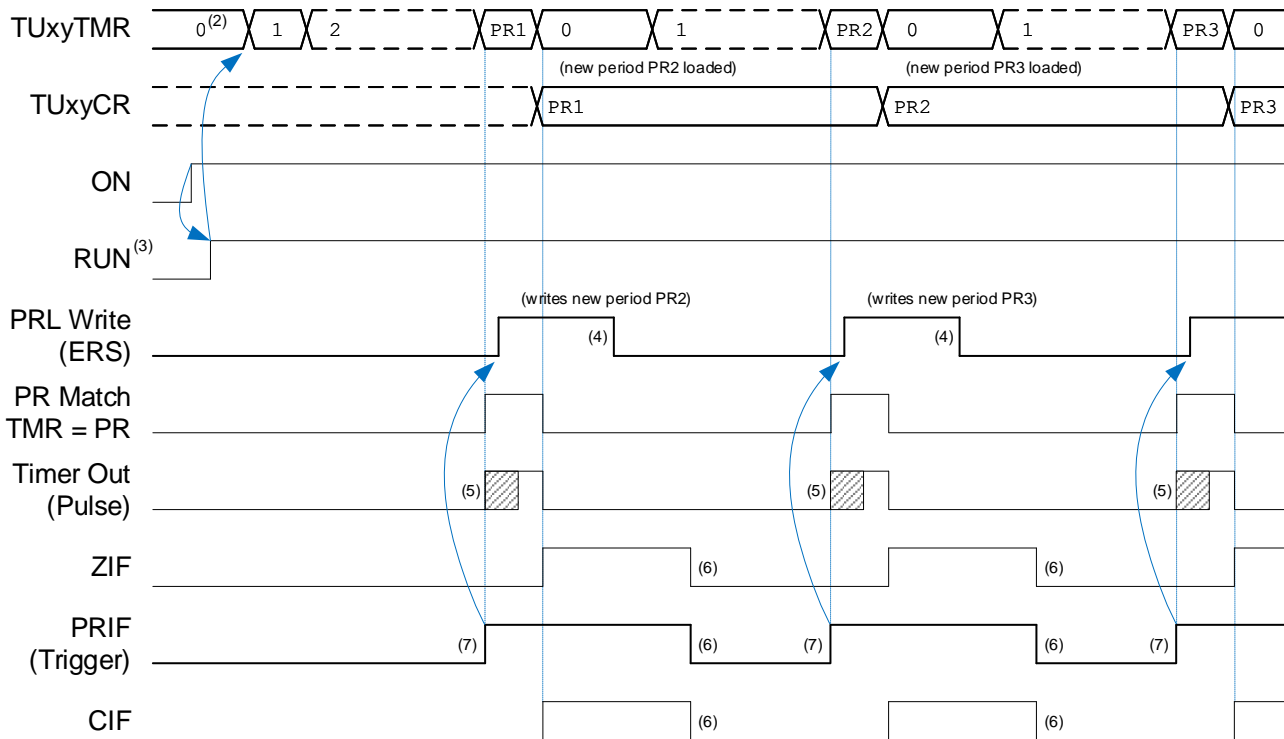 TUxyTMR 0(2) 1 2 PR1 0 1 PR2 0 1 PR3 0
(new period PR2 loaded) (new period PR3 loaded)
TUxyCR PR1 PR2 PR3
ON
RUN(3)
(writes new period PR2) (writes new period PR3)
PRL Write
(ERS) (4) (4)
PR Match
TMR = PR
Timer Out
(Pulse) (5) (5) (5)
ZIF (6) (6)
PRIF
(Trigger) (7) (6) (7) (6) (7)
CIF (6) (6)